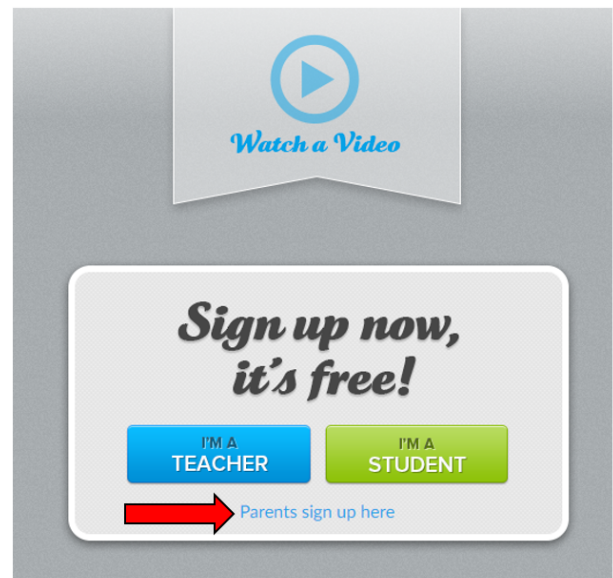 Watch a Video
Sign up now,
it's free!
I'M A
TEACHER
I'M A
STUDENT
Parents sign up here